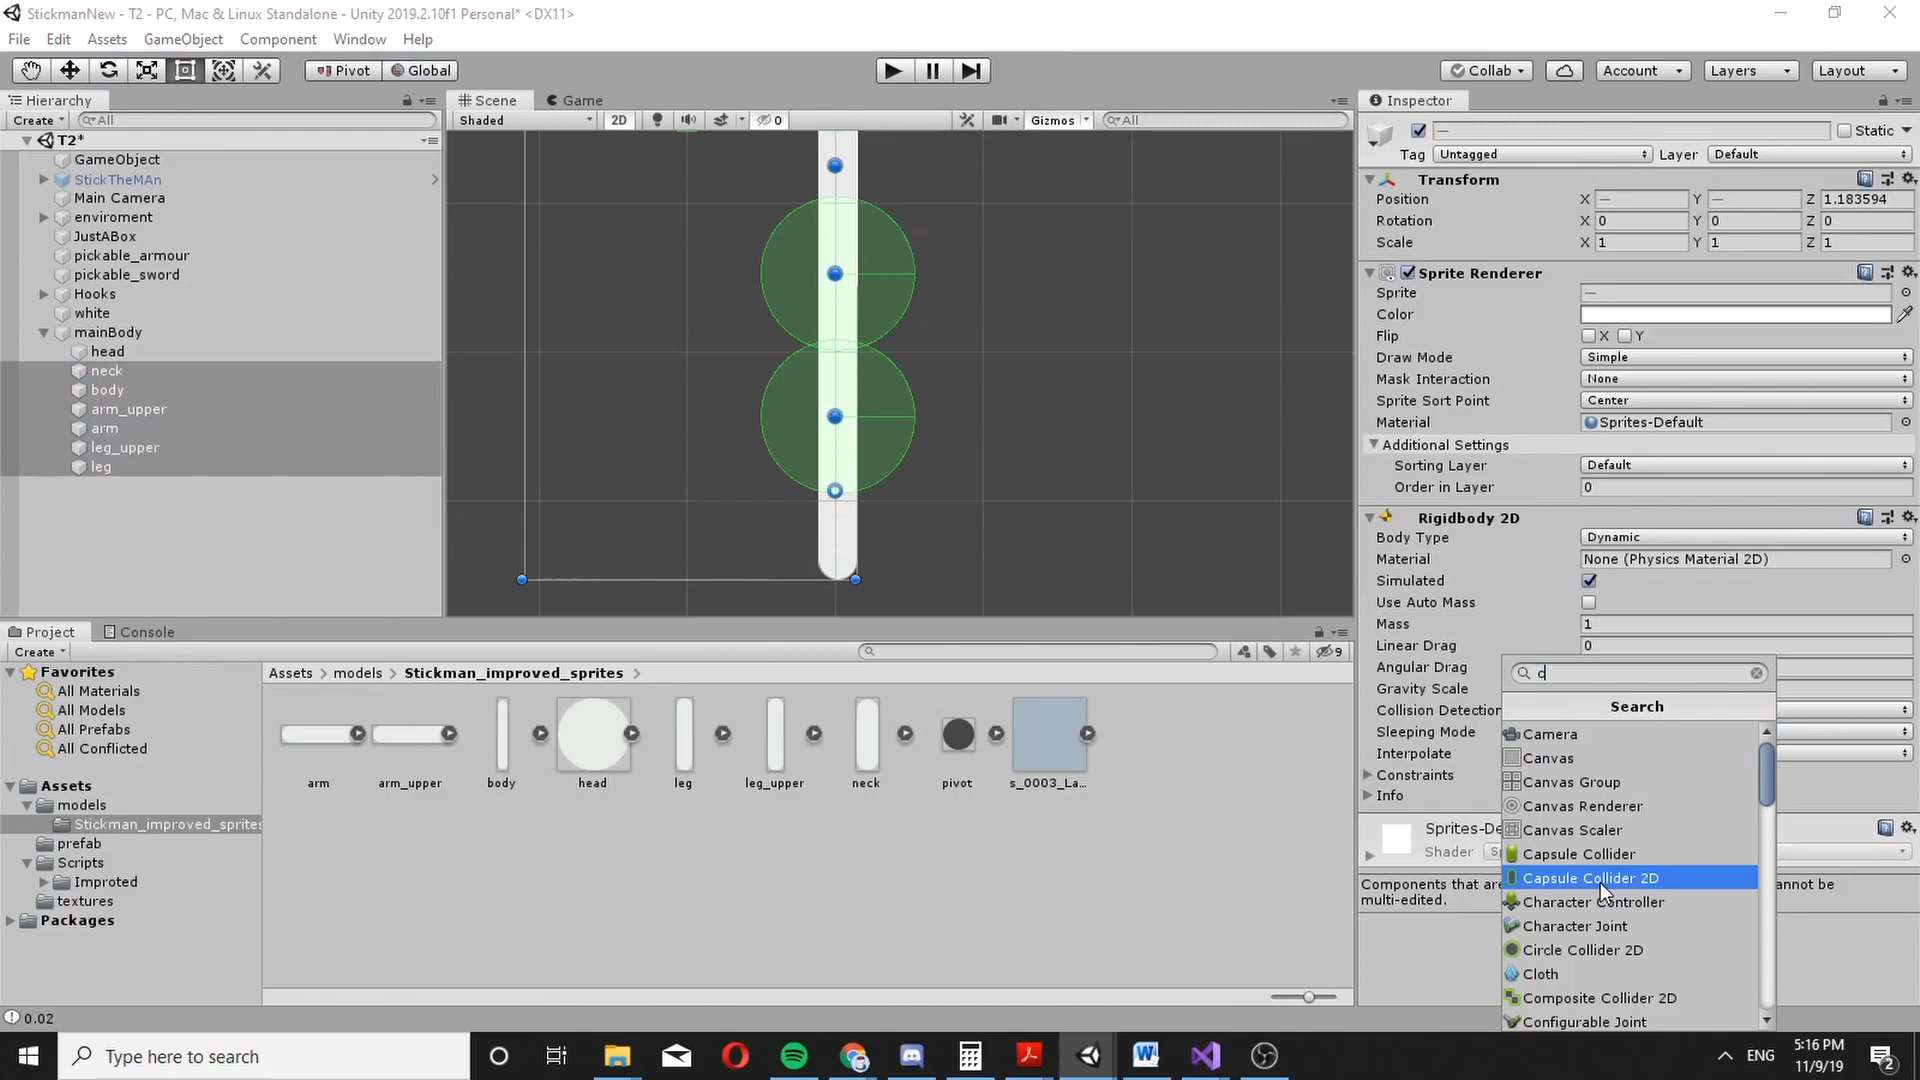 StickmanNew - T2 - PC, Mac & Linux Standalone - Unity 2019.2.10f1 Personal* <DX11>
File Edit Assets GameObject Component Window Help
Pivot Global Collab Account Layers Layout
Hierarchy
Create All
T2*
GameObject
StickTheMAn
Main Camera
enviroment
JustABox
pickable_armour
pickable_sword
Hooks
white
mainBody
head
neck
body
arm_upper
arm
leg_upper
leg
Scene Game
Shaded 2D 0 Gizmos All
Inspector
— Static
Tag Untagged Layer Default
Transform
Position X — Y — Z 1.183594
Rotation X 0 Y 0 Z 0
Scale X 1 Y 1 Z 1
Sprite Renderer
Sprite —
Color
Flip X Y
Draw Mode Simple
Mask Interaction None
Sprite Sort Point Center
Material Sprites-Default
Additional Settings
Sorting Layer Default
Order in Layer 0
Rigidbody 2D
Body Type Dynamic
Material None (Physics Material 2D)
Simulated
Use Auto Mass
Mass 1
Linear Drag 0
Angular Drag
Gravity Scale
Collision Detection
Sleeping Mode
Interpolate
Constraints
Info
Sprites-De
Shader
Components that are
multi-edited.
annot be
c
Search
Camera
Canvas
Canvas Group
Canvas Renderer
Canvas Scaler
Capsule Collider
Capsule Collider 2D
Character Controller
Character Joint
Circle Collider 2D
Cloth
Composite Collider 2D
Configurable Joint
Project Console
Create 9
Favorites
All Materials
All Models
All Prefabs
All Conflicted
Assets
models
Stickman_improved_sprites
prefab
Scripts
Improted
textures
Packages
Assets > models > Stickman_improved_sprites >
arm arm_upper body head leg leg_upper neck pivot s_0003_La...
0.02
Type here to search
ENG
5:16 PM
11/9/19
2